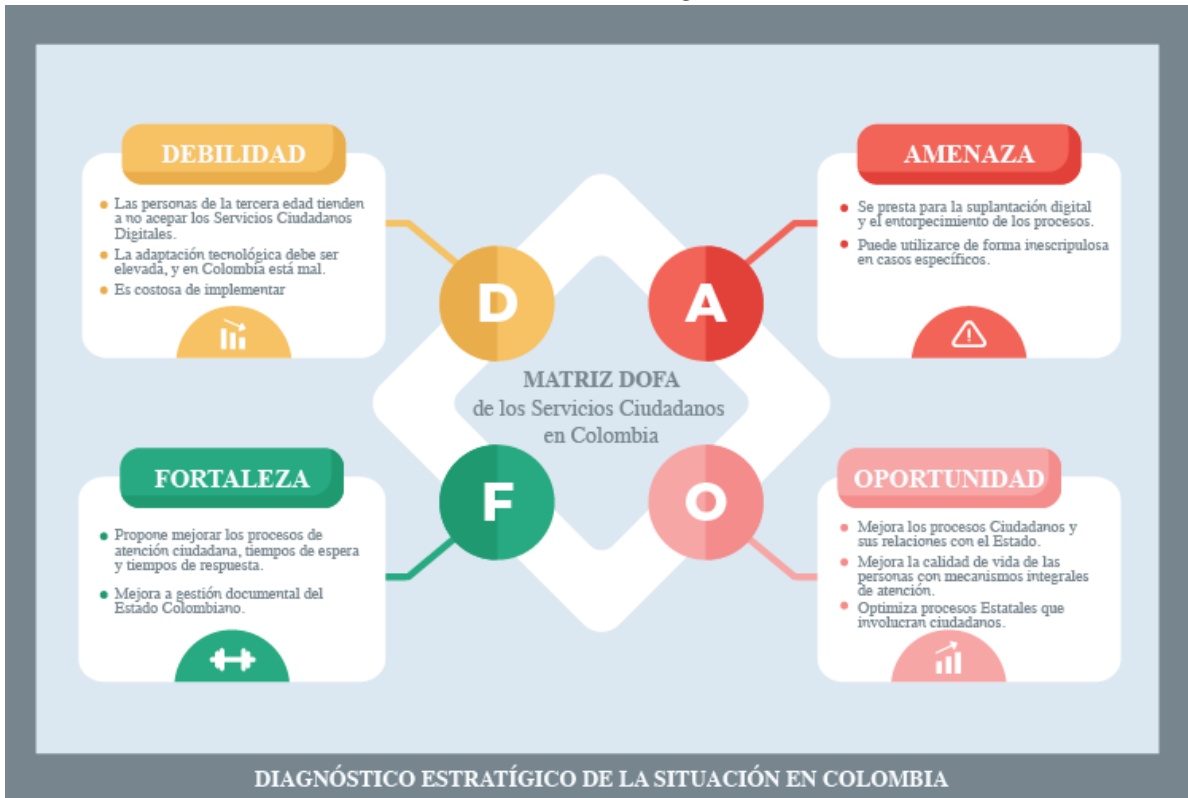 DEBILIDAD
Las personas de la tercera edad tienden
a no acepar los Servicios Ciudadanos
Digitales.
La adaptación tecnológica debe ser
elevada, y en Colombia está mal.
Es costosa de implementar
AMENAZA
Se presta para la suplantación digital
y el entorpecimiento de los procesos.
Puede utilizarce de forma inescripulosa
en casos específicos.
D
A
MATRIZ DOFA
de los Servicios Ciudadanos
en Colombia
F
O
FORTALEZA
Propone mejorar los procesos de
atención ciudadana, tiempos de espera
y tiempos de respuesta.
Mejora a gestión documental del
Estado Colombiano.
OPORTUNIDAD
Mejora los procesos Ciudadanos y
sus relaciones con el Estado.
Mejora la calidad de vida de las
personas con mecanismos integrales
de atención.
Optimiza procesos Estatales que
involucran ciudadanos.
DIAGNÓSTICO ESTRATÍGICO DE LA SITUACIÓN EN COLOMBIA